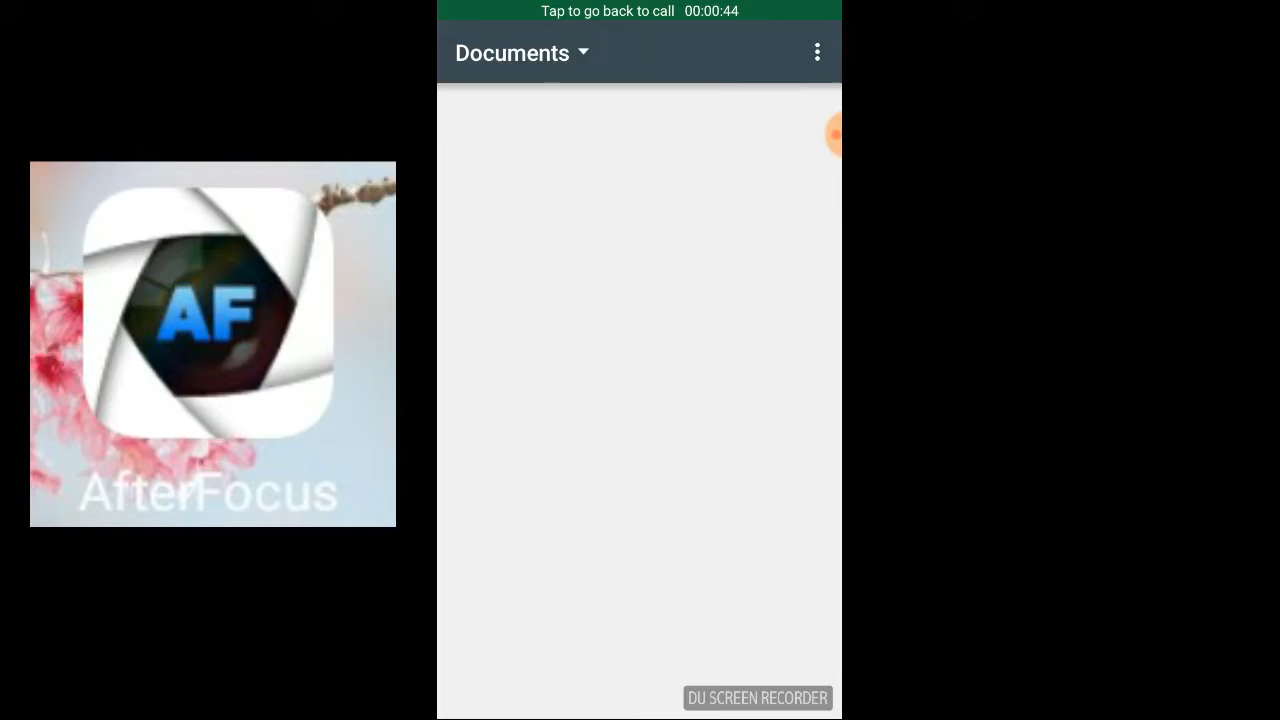 Tap to go back to call 00:00:44
Documents
AF
AfterFocus
DU SCREEN RECORDER